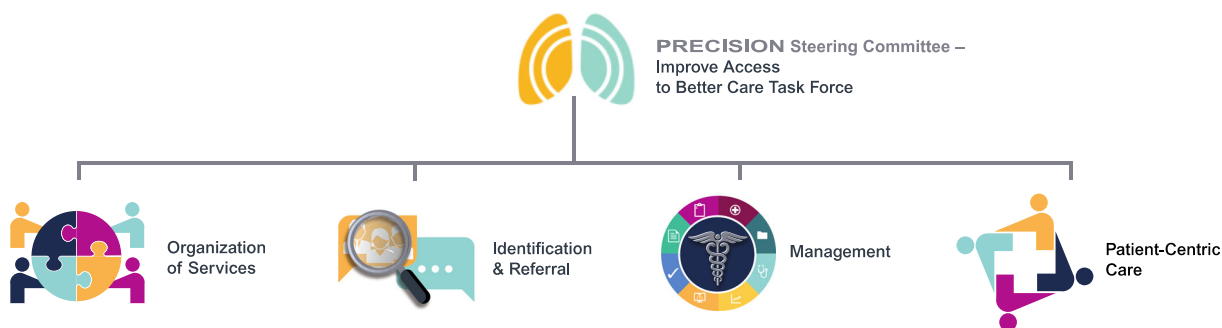 PRECISION Steering Committee –
Improve Access
to Better Care Task Force
Organization
of Services
Identification
& Referral
Management
Patient-Centric
Care